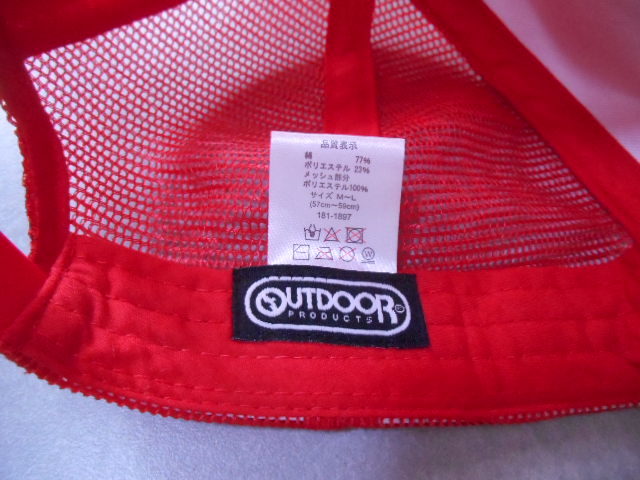 品質表示
綿 77%
ポリエステル 23%
メッシュ部分
ポリエステル100%
サイズ M～L
(57cm～59cm)
181-1897
OUTDOOR
PRODUCTS